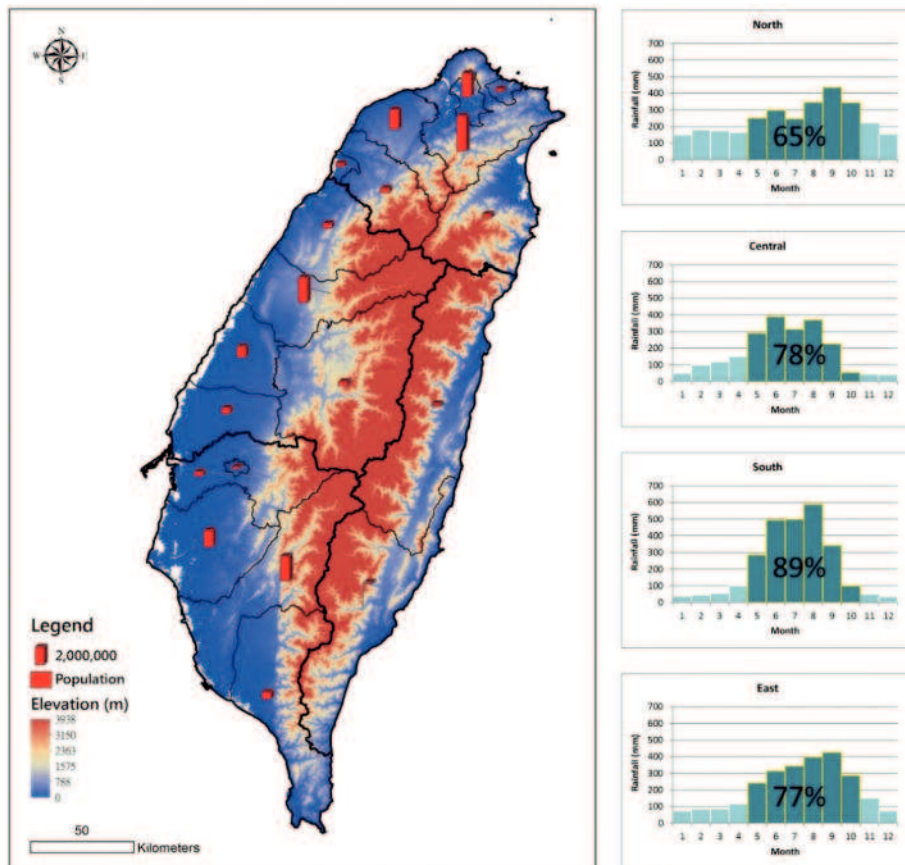 N
W E
S
Legend
2,000,000
Population
Elevation (m)
3938
3150
2363
1575
788
0
50
Kilometers
North
Rainfall (mm)
700
600
500
400
300
200
100
0
65%
1 2 3 4 5 6 7 8 9 10 11 12
Month
Central
Rainfall (mm)
700
600
500
400
300
200
100
0
78%
1 2 3 4 5 6 7 8 9 10 11 12
Month
South
Rainfall (mm)
700
600
500
400
300
200
100
0
89%
1 2 3 4 5 6 7 8 9 10 11 12
Month
East
Rainfall (mm)
700
600
500
400
300
200
100
0
77%
1 2 3 4 5 6 7 8 9 10 11 12
Month